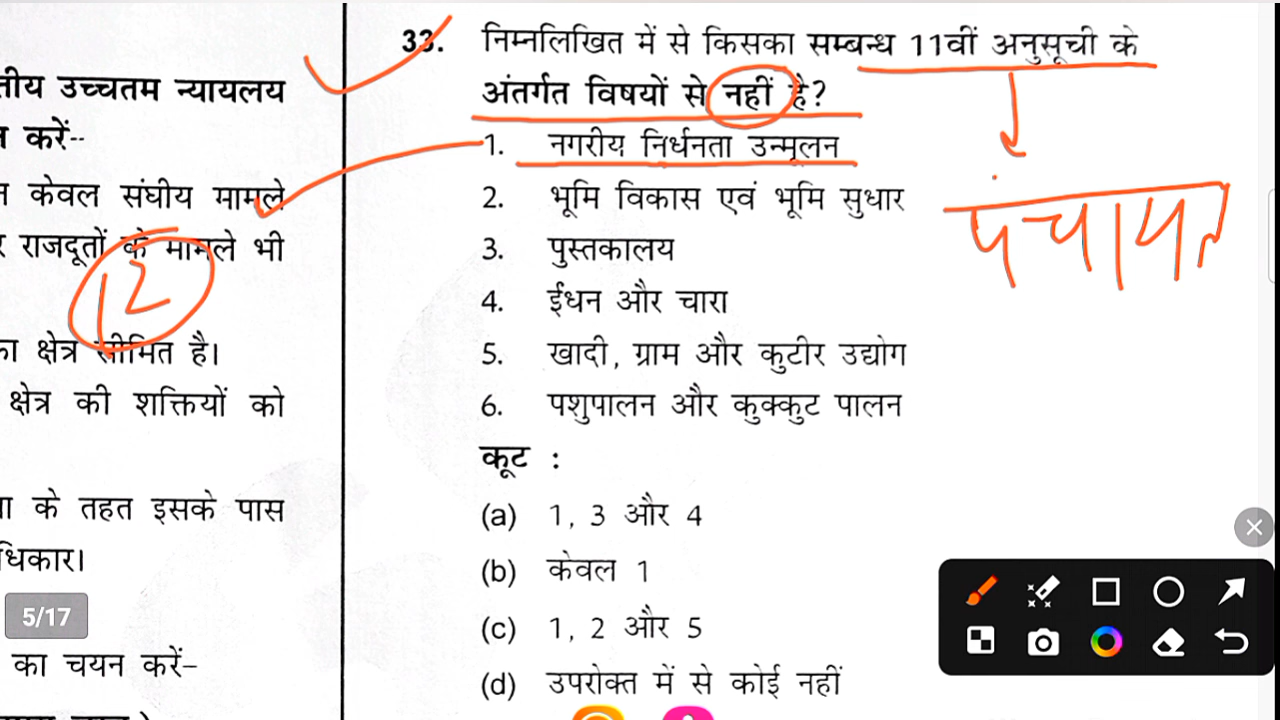 तीय उच्चतम न्यायलय
करें--
केवल संघीय मामले
राजदूतों के मामले भी
12
का क्षेत्र सीमित है।
क्षेत्र की शक्तियों को
के तहत इसके पास
धिकार।
5/17
का चयन करें–
33. निम्नलिखित में से किसका सम्बन्ध 11वीं अनुसूची के
अंतर्गत विषयों से नहीं है?
1. नगरीय निर्धनता उन्मूलन
2. भूमि विकास एवं भूमि सुधार
3. पुस्तकालय
4. ईंधन और चारा
5. खादी, ग्राम और कुटीर उद्योग
6. पशुपालन और कुक्कुट पालन
कूट :
(a) 1, 3 और 4
(b) केवल 1
(c) 1, 2 और 5
(d) उपरोक्त में से कोई नहीं
पंचायत